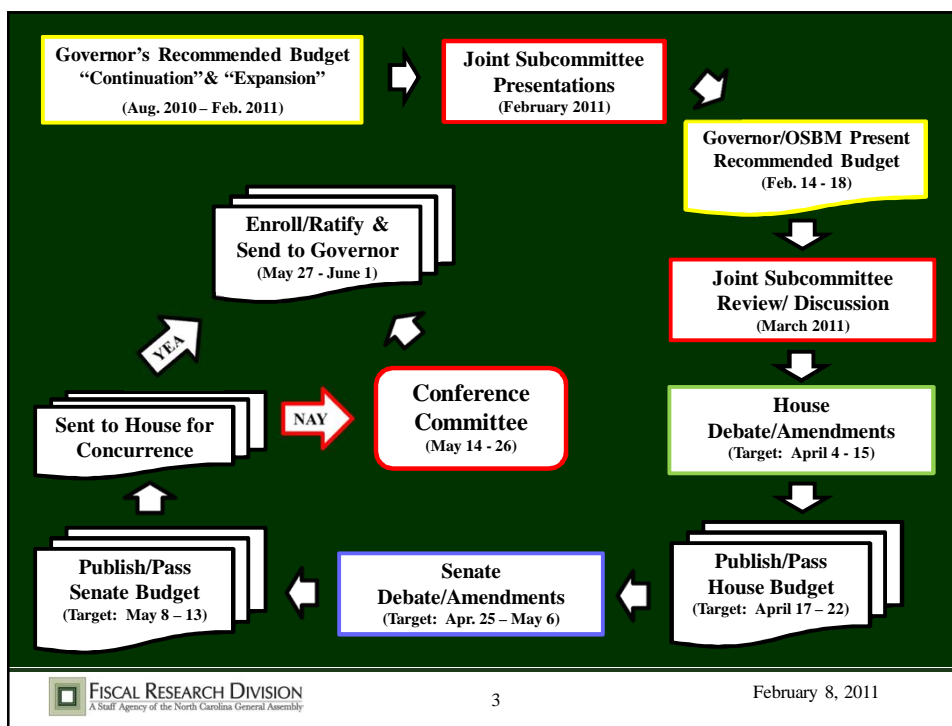 Governor's Recommended Budget
“Continuation”& “Expansion”
(Aug. 2010 – Feb. 2011)
Joint Subcommittee
Presentations
(February 2011)
Governor/OSBM Present
Recommended Budget
(Feb. 14 - 18)
Joint Subcommittee
Review/ Discussion
(March 2011)
House
Debate/Amendments
(Target: April 4 - 15)
Publish/Pass
House Budget
(Target: April 17 – 22)
Senate
Debate/Amendments
(Target: Apr. 25 – May 6)
Publish/Pass
Senate Budget
(Target: May 8 – 13)
Sent to House for
Concurrence
YEA
NAY
Conference
Committee
(May 14 - 26)
Enroll/Ratify &
Send to Governor
(May 27 - June 1)
FISCAL RESEARCH DIVISION
A Staff Agency of the North Carolina General Assembly
3
February 8, 2011